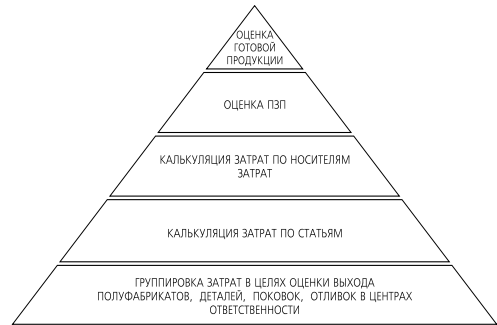 ОЦЕНКА
ГОТОВОЙ
ПРОДУКЦИИ
ОЦЕНКА ПЗП
КАЛЬКУЛЯЦИЯ ЗАТРАТ ПО НОСИТЕЛЯМ
ЗАТРАТ
КАЛЬКУЛЯЦИЯ ЗАТРАТ ПО СТАТЬЯМ
ГРУППИРОВКА ЗАТРАТ В ЦЕЛЯХ ОЦЕНКИ ВЫХОДА
ПОЛУФАБРИКАТОВ, ДЕТАЛЕЙ, ПОКОВОК, ОТЛИВОК В ЦЕНТРАХ
ОТВЕТСТВЕННОСТИ